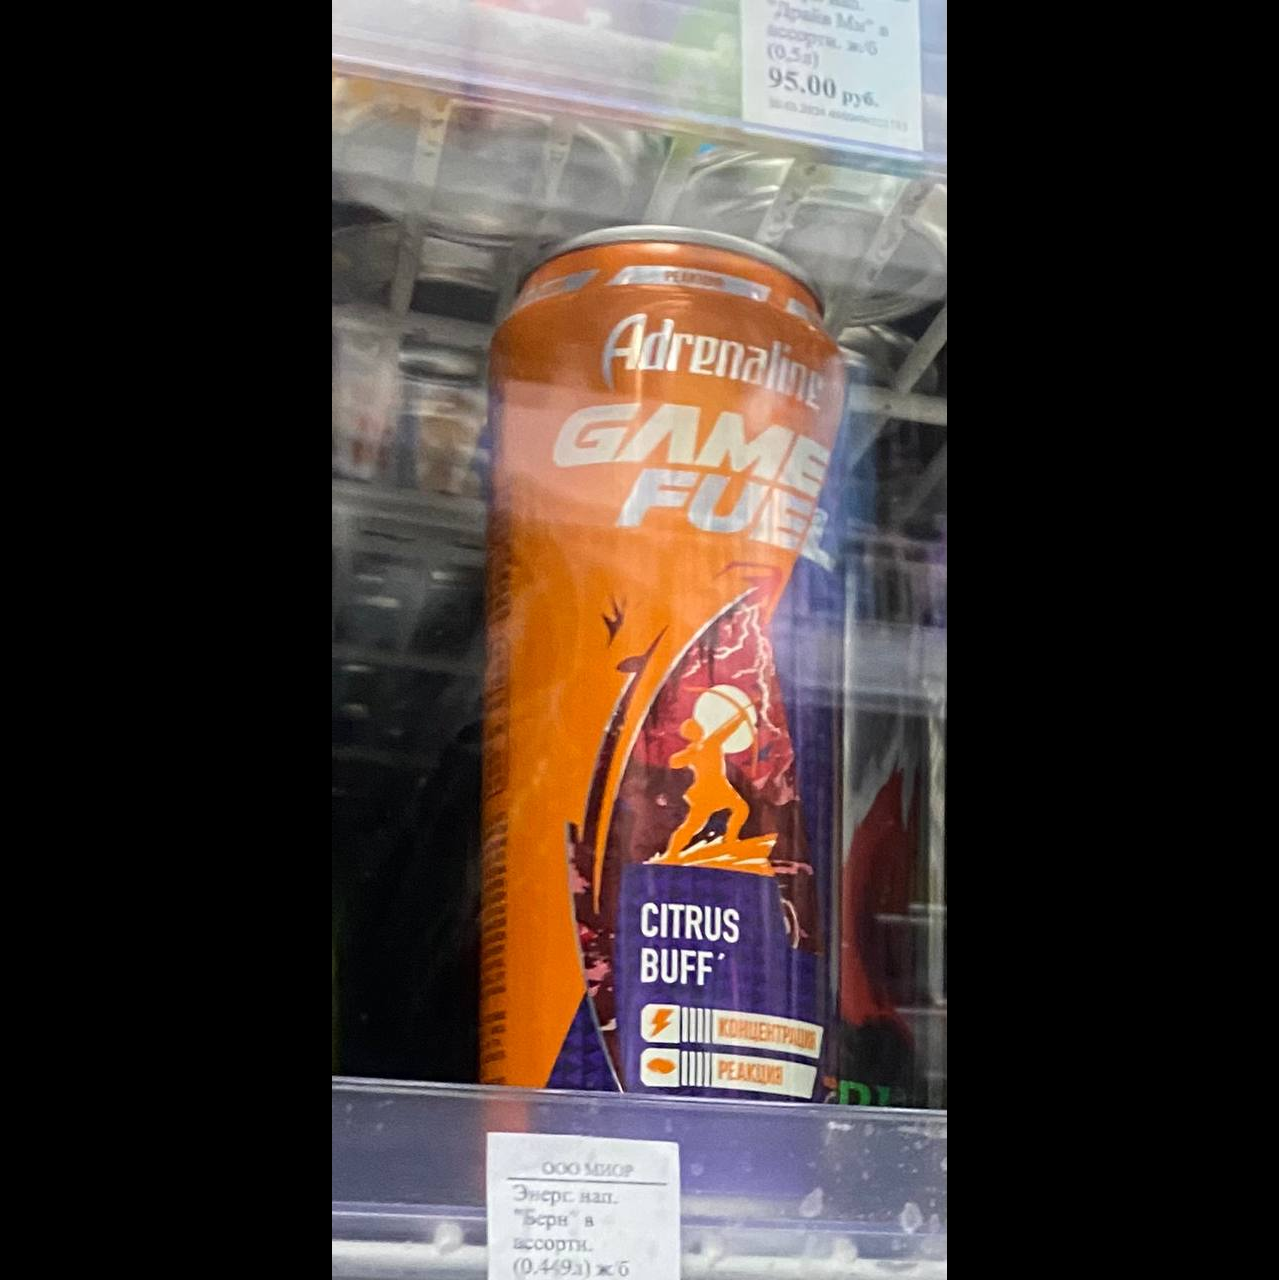 "Драйв Ми" в
ассорти. ж/б
(0,5л)
95.00 руб.
Adrenaline
GAME
FUEL
CITRUS
BUFF
КОНЦЕНТРАЦИЯ
РЕАКЦИЯ
ООО МИОР
Энерг. нап.
"Берн" в
ассорти.
(0.449л) ж/б